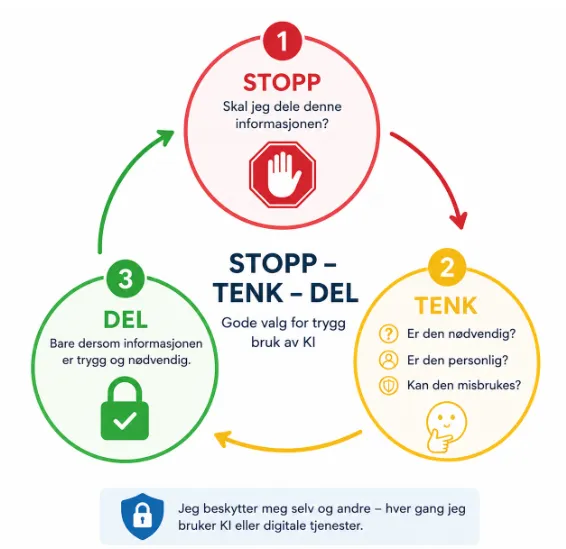 1
STOPP
Skal jeg dele denne
informasjonen?
2
TENK
Er den nødvendig?
Er den personlig?
Kan den misbrukes?
3
DEL
Bare dersom informasjonen
er trygg og nødvendig.
STOPP –
TENK – DEL
Gode valg for trygg
bruk av KI
Jeg beskytter meg selv og andre – hver gang jeg
bruker KI eller digitale tjenester.